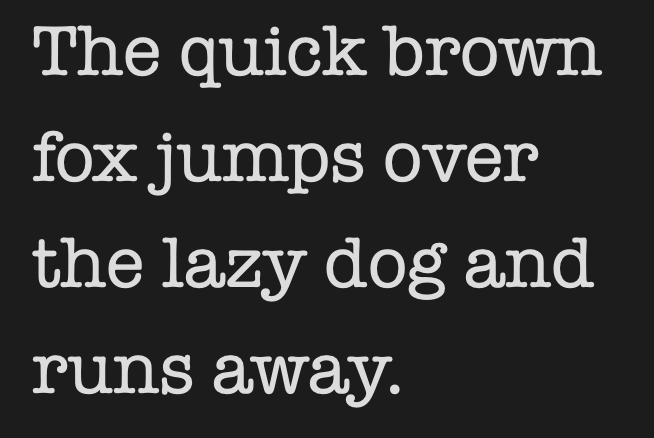 The quick brown
fox jumps over
the lazy dog and
runs away.